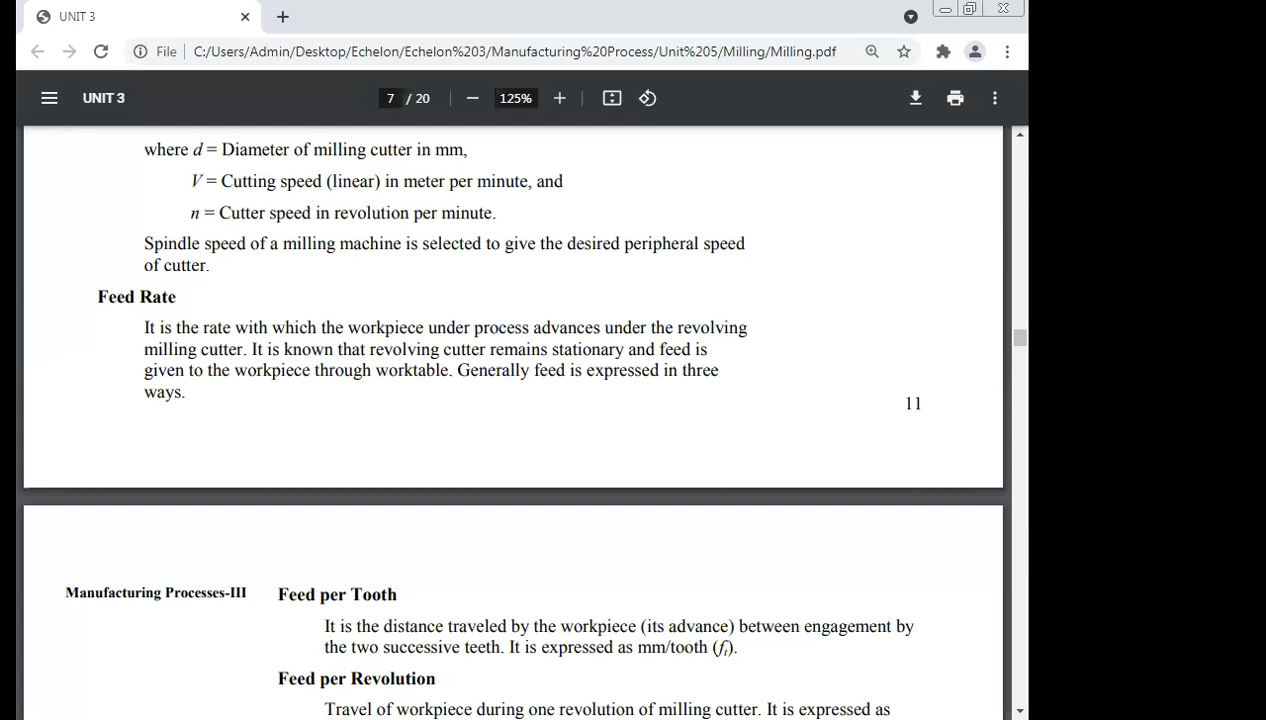 UNIT 3
File C:/Users/Admin/Desktop/Echelon/Echelon%203/Manufacturing%20Process/Unit%205/Milling/Milling.pdf
UNIT 3 7 / 20 125%
where d = Diameter of milling cutter in mm,
V = Cutting speed (linear) in meter per minute, and
n = Cutter speed in revolution per minute.
Spindle speed of a milling machine is selected to give the desired peripheral speed
of cutter.
Feed Rate
It is the rate with which the workpiece under process advances under the revolving
milling cutter. It is known that revolving cutter remains stationary and feed is
given to the workpiece through worktable. Generally feed is expressed in three
ways.
11
Manufacturing Processes-III
Feed per Tooth
It is the distance traveled by the workpiece (its advance) between engagement by
the two successive teeth. It is expressed as mm/tooth (ft).
Feed per Revolution
Travel of workpiece during one revolution of milling cutter. It is expressed as